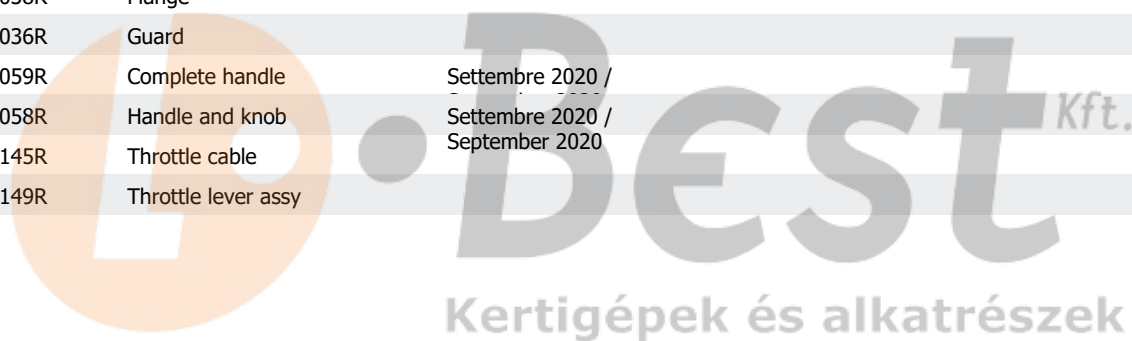 036R Guard
059R Complete handle Settembre 2020 /
058R Handle and knob Settembre 2020 /
September 2020
145R Throttle cable
149R Throttle lever assy
L•Best Kft.
Kertigépek és alkatrészek